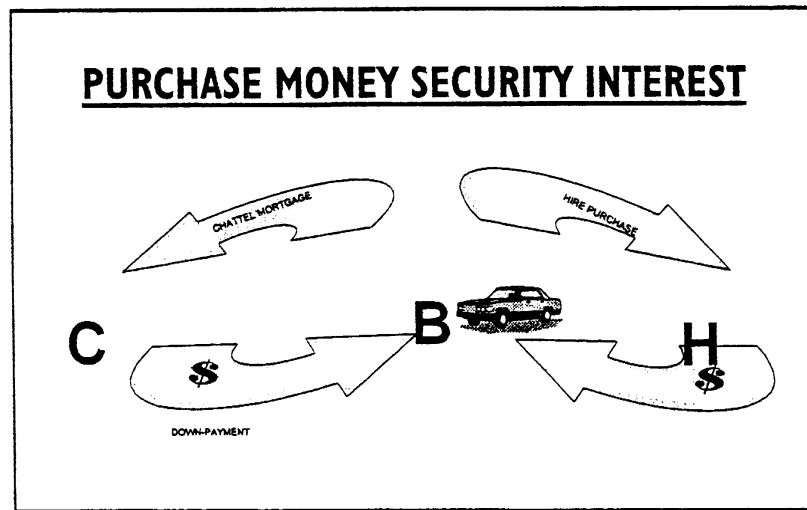 PURCHASE MONEY SECURITY INTEREST
CHATTEL MORTGAGE
HIRE PURCHASE
C
B
H
$
$
DOWN-PAYMENT